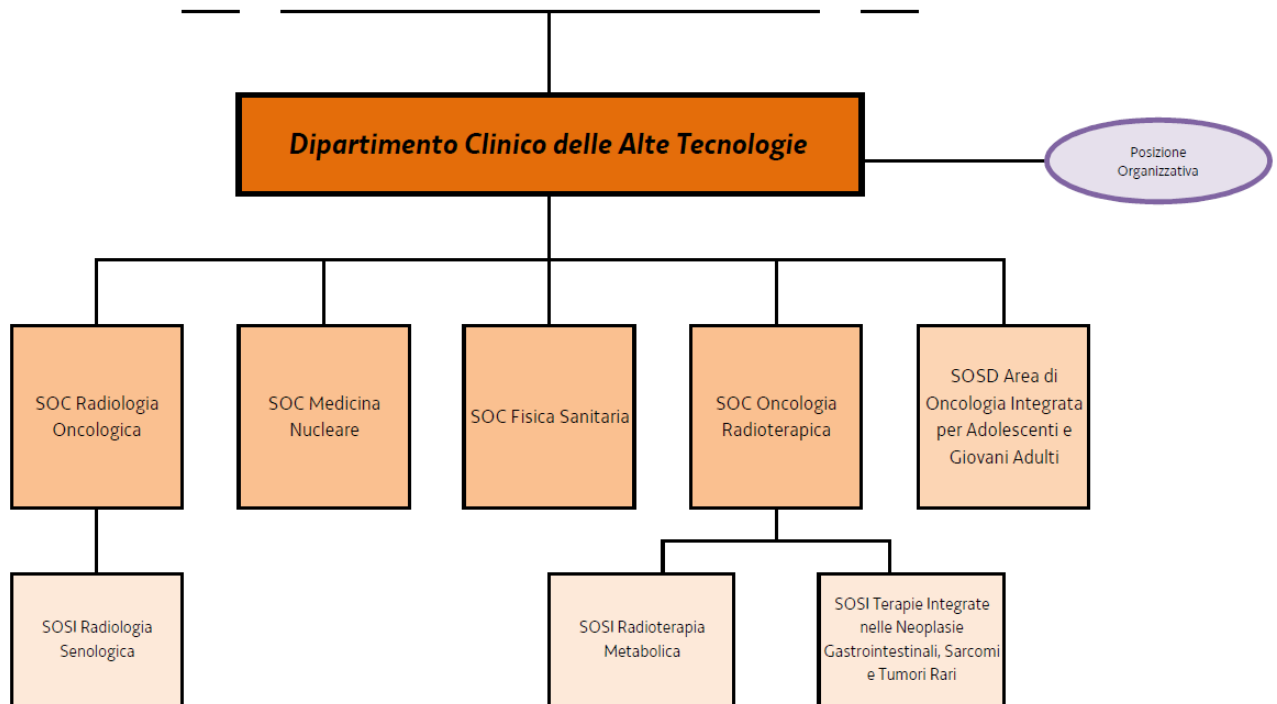 Dipartimento Clinico delle Alte Tecnologie
Posizione
Organizzativa
SOC Radiologia
Oncologica
SOC Medicina
Nucleare
SOC Fisica Sanitaria
SOC Oncologia
Radioterapica
SOSD Area di
Oncologia Integrata
per Adolescenti e
Giovani Adulti
SOSI Radiologia
Senologica
SOSI Radioterapia
Metabolica
SOSI Terapie Integrate
nelle Neoplasie
Gastrointestinali, Sarcomi
e Tumori Rari